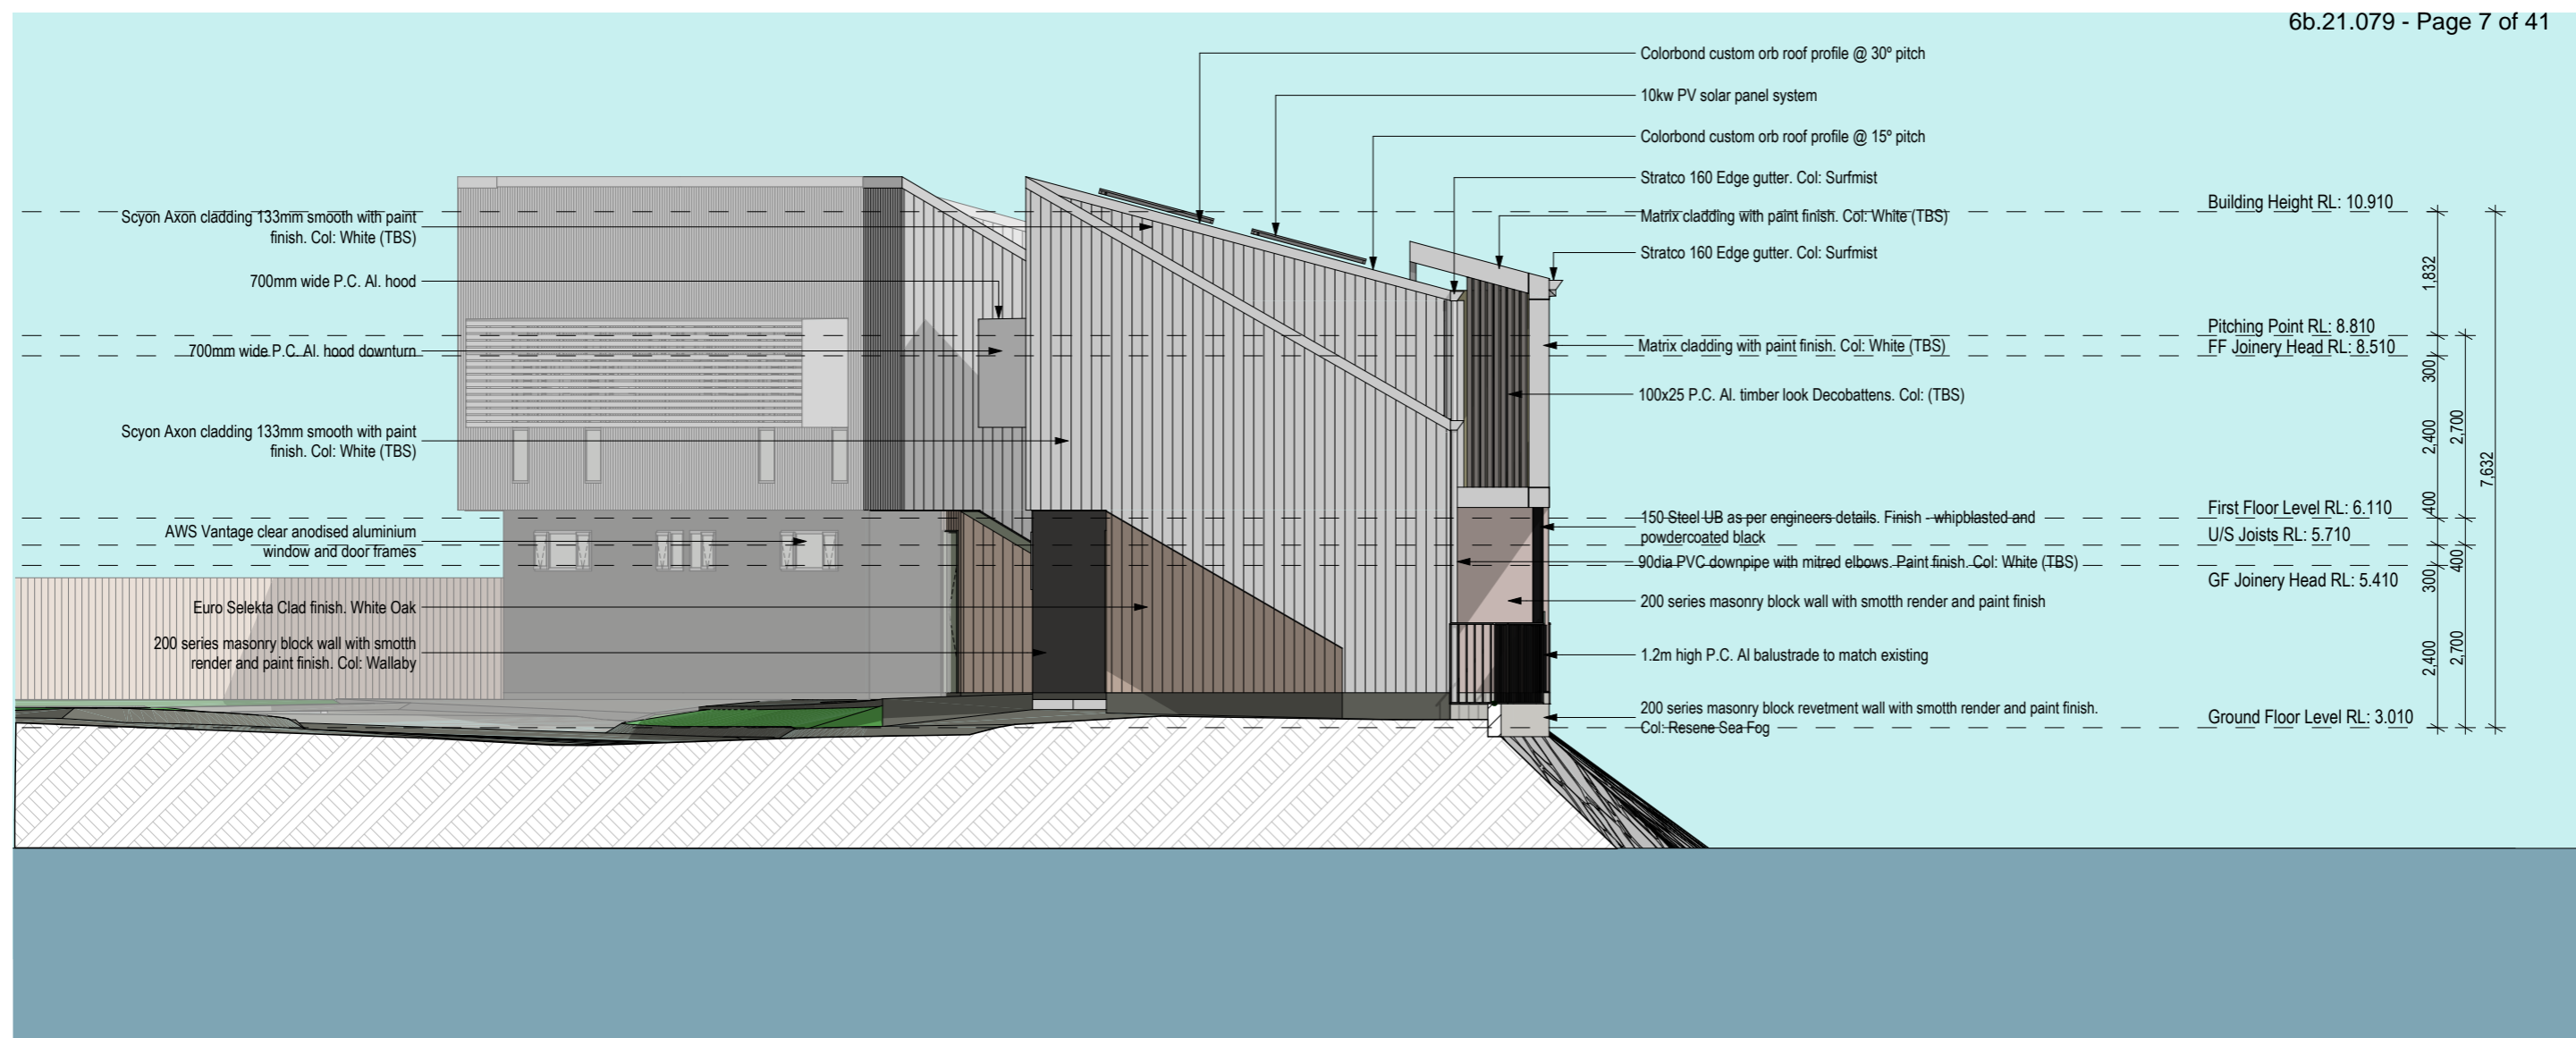 6b.21.079 - Page 7 of 41
Scyon Axon cladding 133mm smooth with paint
finish. Col: White (TBS)
700mm wide P.C. Al. hood
700mm wide P.C. Al. hood downturn
Scyon Axon cladding 133mm smooth with paint
finish. Col: White (TBS)
AWS Vantage clear anodised aluminium
window and door frames
Euro Selekta Clad finish. White Oak
200 series masonry block wall with smotth
render and paint finish. Col: Wallaby
Colorbond custom orb roof profile @ 30º pitch
10kw PV solar panel system
Colorbond custom orb roof profile @ 15º pitch
Stratco 160 Edge gutter. Col: Surfmist
Matrix cladding with paint finish. Col: White (TBS)
Stratco 160 Edge gutter. Col: Surfmist
Matrix cladding with paint finish. Col: White (TBS)
100x25 P.C. Al. timber look Decobattens. Col: (TBS)
150 Steel UB as per engineers details. Finish - whipblasted and
powdercoated black
90dia PVC downpipe with mitred elbows. Paint finish. Col: White (TBS)
200 series masonry block wall with smotth render and paint finish
1.2m high P.C. Al balustrade to match existing
200 series masonry block revetment wall with smotth render and paint finish.
Col: Resene Sea Fog
Building Height RL: 10.910
Pitching Point RL: 8.810
FF Joinery Head RL: 8.510
First Floor Level RL: 6.110
U/S Joists RL: 5.710
GF Joinery Head RL: 5.410
Ground Floor Level RL: 3.010
1,832
300
2,400
400
300
2,400
2,700
400
2,700
7,632